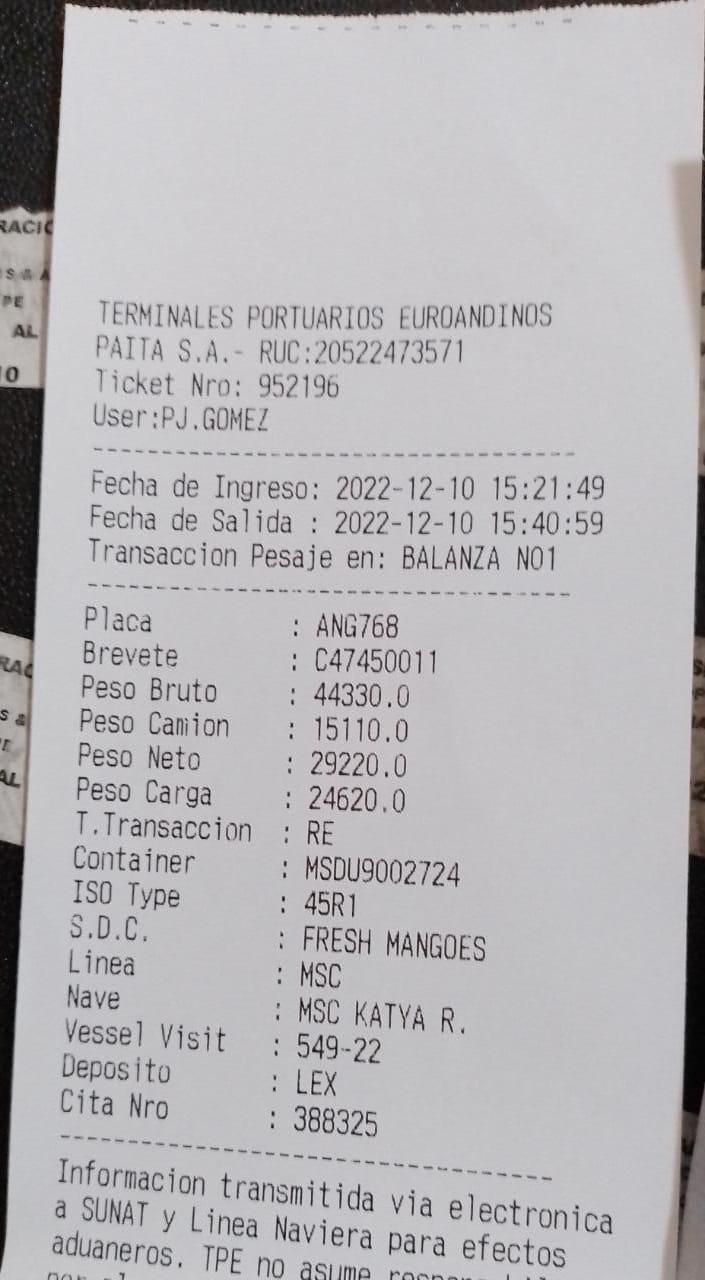 TERMINALES PORTUARIOS EUROANDINOS
PAITA S.A.- RUC:20522473571
Ticket Nro: 952196
User:PJ.GOMEZ
Fecha de Ingreso: 2022-12-10 15:21:49
Fecha de Salida : 2022-12-10 15:40:59
Transaccion Pesaje en: BALANZA NO1
Placa : ANG768
Brevete : C47450011
Peso Bruto : 44330.0
Peso Camion : 15110.0
Peso Neto : 29220.0
Peso Carga : 24620.0
T.Transaccion : RE
Container : MSDU9002724
ISO Type : 45R1
S.D.C. : FRESH MANGOES
Linea : MSC
Nave : MSC KATYA R.
Vessel Visit : 549-22
Deposito : LEX
Cita Nro : 388325
Informacion transmitida via electronica
a SUNAT y Linea Naviera para efectos
aduaneros. TPE no asume